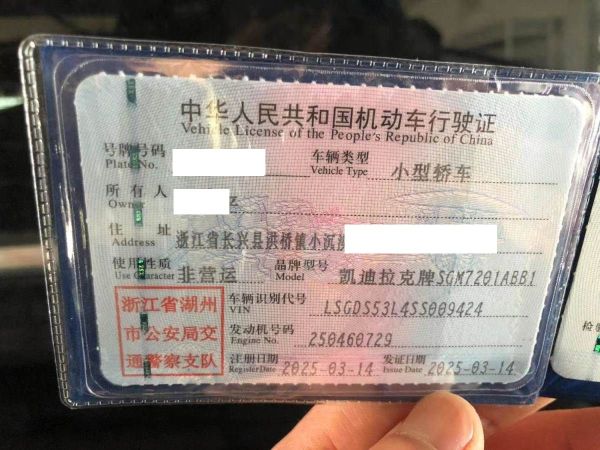 中华人民共和国机动车行驶证
Vehicle License of the People's Republic of China
号牌号码 车辆类型 小型轿车
Plate No. Vehicle Type
所有人
Owner
住址 浙江省长兴县洪桥镇小沉渎
Address
使用性质 非营运 品牌型号 凯迪拉克牌SGM7201ABB1
Use Character Model
浙江省湖州 车辆识别代号 LSGDS53L4SS009424
VIN
市公安局交 发动机号码 250460729
Engine No.
通警察支队 注册日期 2025-03-14 发证日期 2025-03-14
Register Date Issue Date
检验